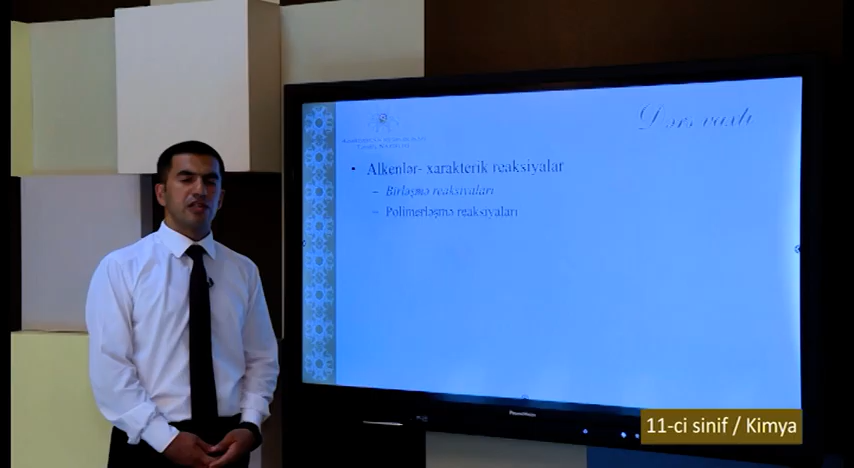 Dərs vaxtı
• Alkenlər- xarakterik reaksiyalar
– Birləşmə reaksiyaları
– Polimerləşmə reaksiyaları
11-ci sinif / Kimya